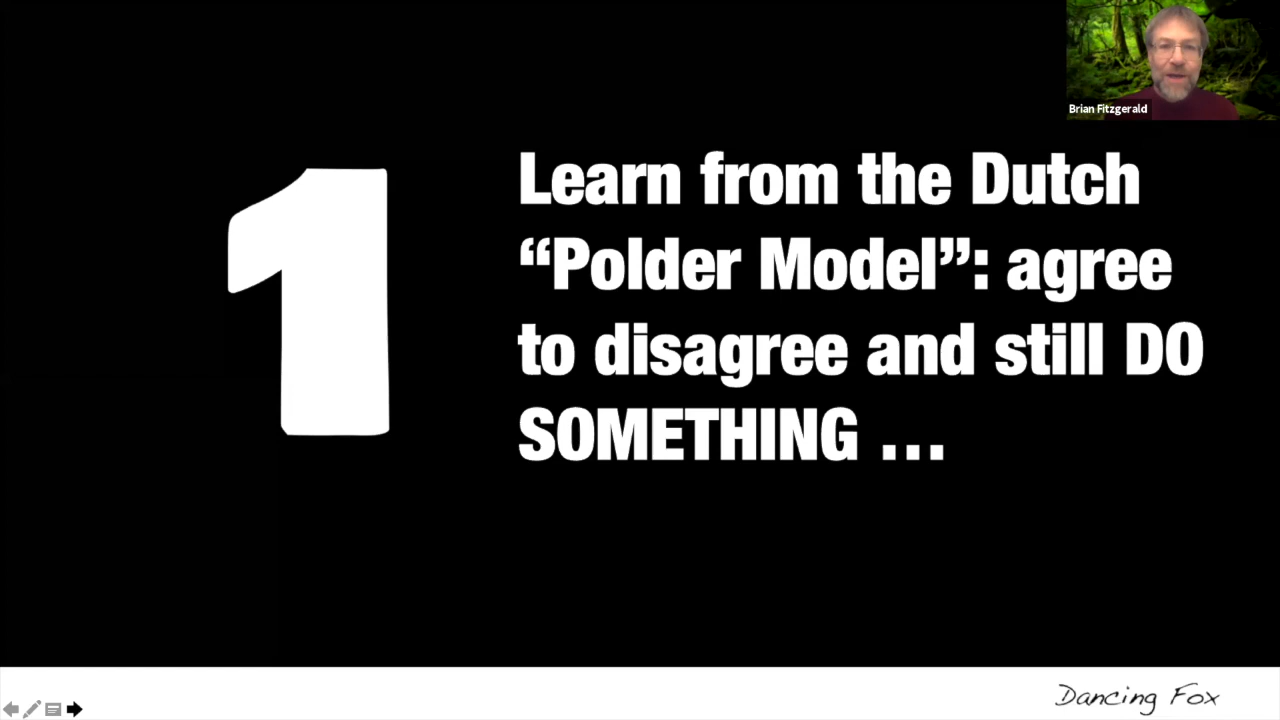 Brian Fitzgerald
1
Learn from the Dutch
“Polder Model”: agree
to disagree and still DO
SOMETHING …
Dancing Fox